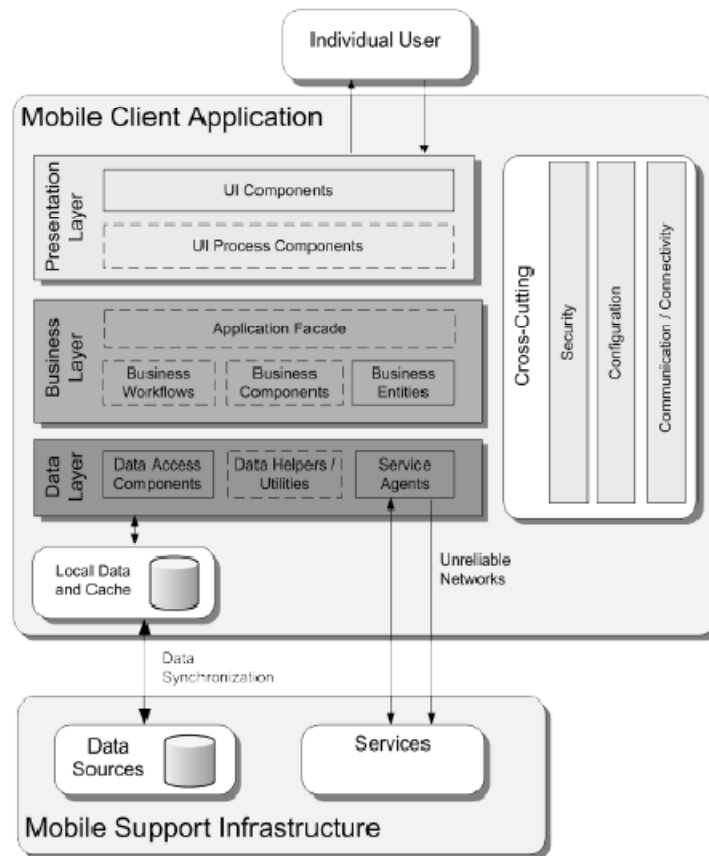 Individual User
Mobile Client Application
Presentation
Layer
UI Components
UI Process Components
Business
Layer
Application Facade
Business
Workflows
Business
Components
Business
Entities
Data
Layer
Data Access
Components
Data Helpers /
Utilities
Service
Agents
Cross-Cutting
Security
Configuration
Communication / Connectivity
Local Data
and Cache
Unreliable
Networks
Data
Synchronization
Data
Sources
Services
Mobile Support Infrastructure